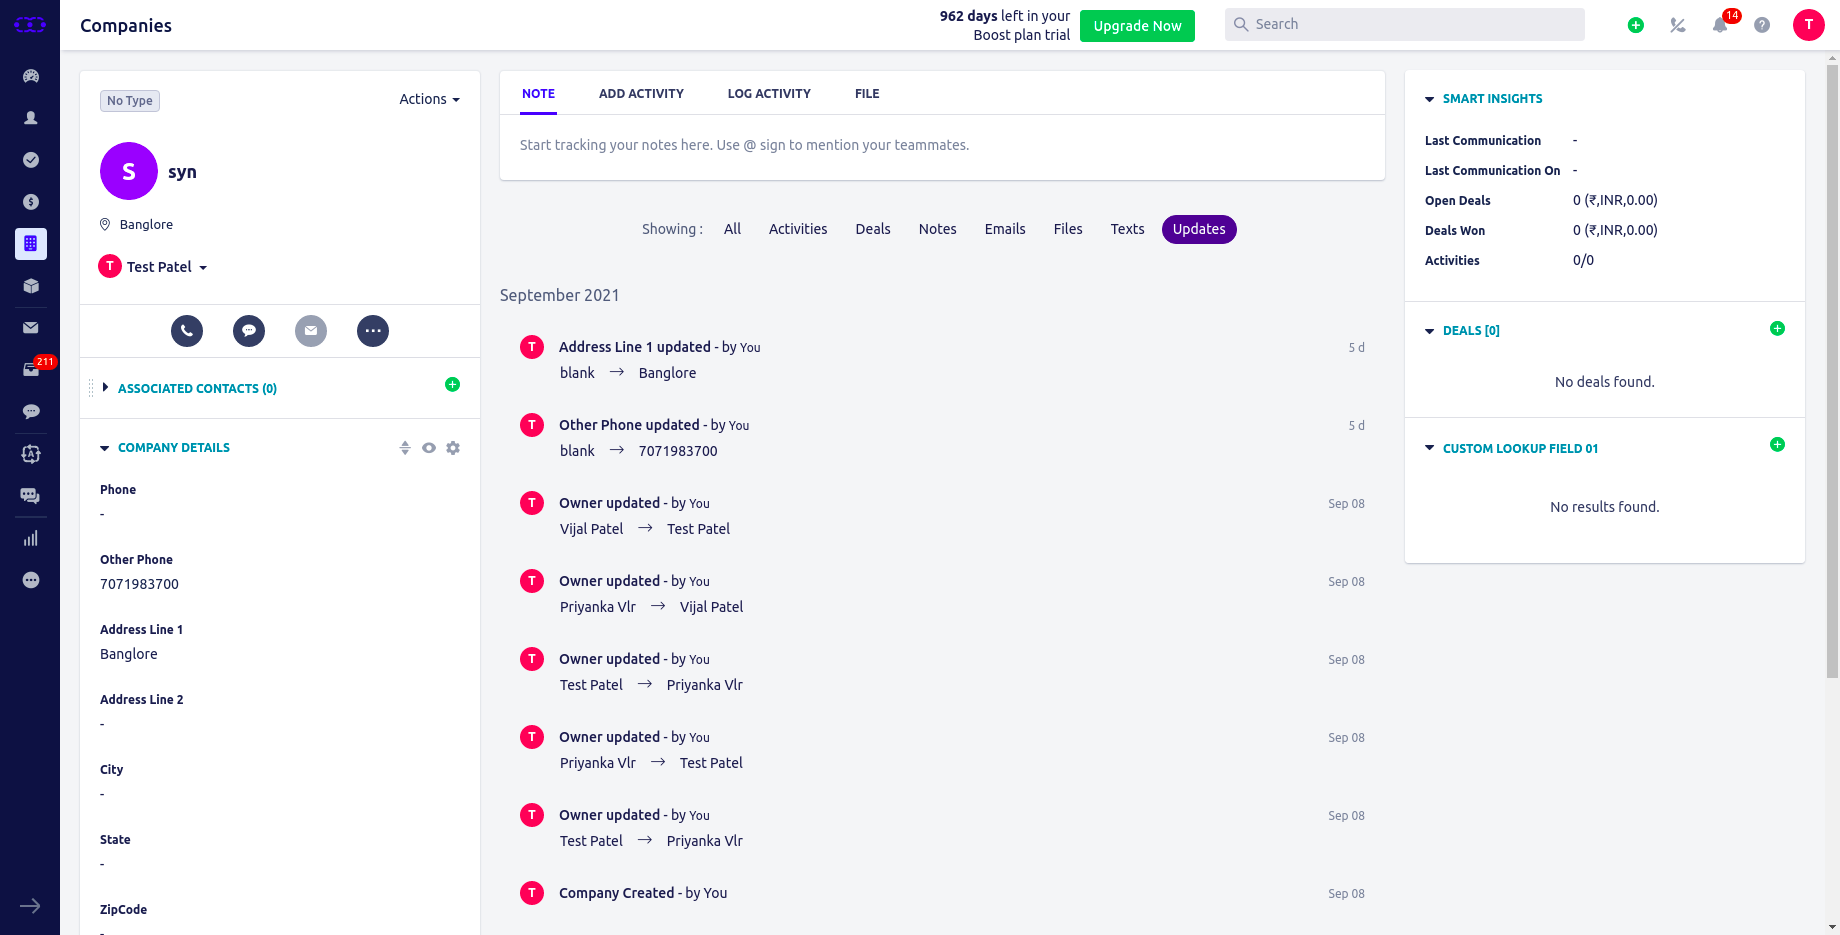 Companies
962 days left in your
Boost plan trial
Upgrade Now
Search
14
T
211
No Type
Actions
S
syn
Banglore
T
Test Patel
ASSOCIATED CONTACTS (0)
COMPANY DETAILS
Phone
-
Other Phone
7071983700
Address Line 1
Banglore
Address Line 2
-
City
-
State
-
ZipCode
-
NOTE ADD ACTIVITY LOG ACTIVITY FILE
Start tracking your notes here. Use @ sign to mention your teammates.
Showing : All Activities Deals Notes Emails Files Texts Updates
September 2021
T Address Line 1 updated - by You 5 d
blank → Banglore
T Other Phone updated - by You 5 d
blank → 7071983700
T Owner updated - by You Sep 08
Vijal Patel → Test Patel
T Owner updated - by You Sep 08
Priyanka Vlr → Vijal Patel
T Owner updated - by You Sep 08
Test Patel → Priyanka Vlr
T Owner updated - by You Sep 08
Priyanka Vlr → Test Patel
T Owner updated - by You Sep 08
Test Patel → Priyanka Vlr
T Company Created - by You Sep 08
SMART INSIGHTS
Last Communication -
Last Communication On -
Open Deals 0 (₹,INR,0.00)
Deals Won 0 (₹,INR,0.00)
Activities 0/0
DEALS [0]
No deals found.
CUSTOM LOOKUP FIELD 01
No results found.